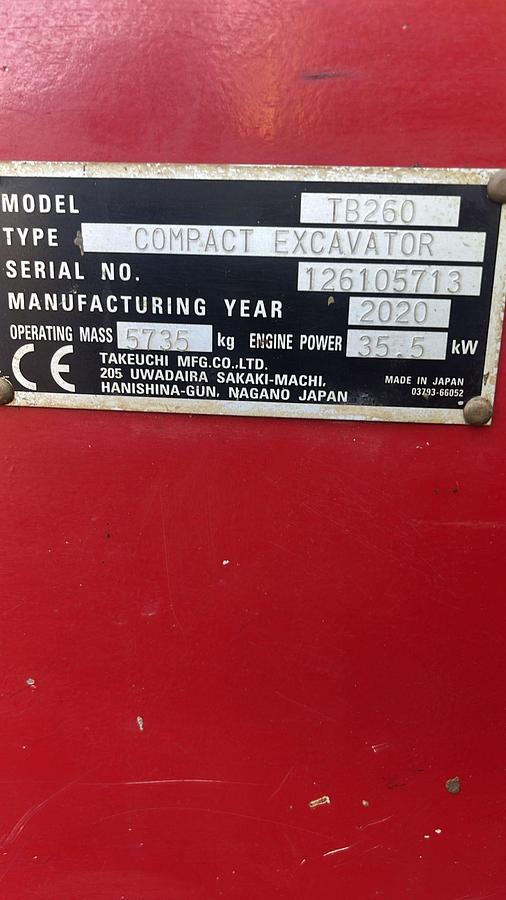 MODEL TB260
TYPE COMPACT EXCAVATOR
SERIAL NO. 126105713
MANUFACTURING YEAR 2020
OPERATING MASS 5735 kg ENGINE POWER 35.5 kW
CE
TAKEUCHI MFG.CO.,LTD.
205 UWADAIRA SAKAKI-MACHI,
HANISHINA-GUN, NAGANO JAPAN
MADE IN JAPAN
03793-66052